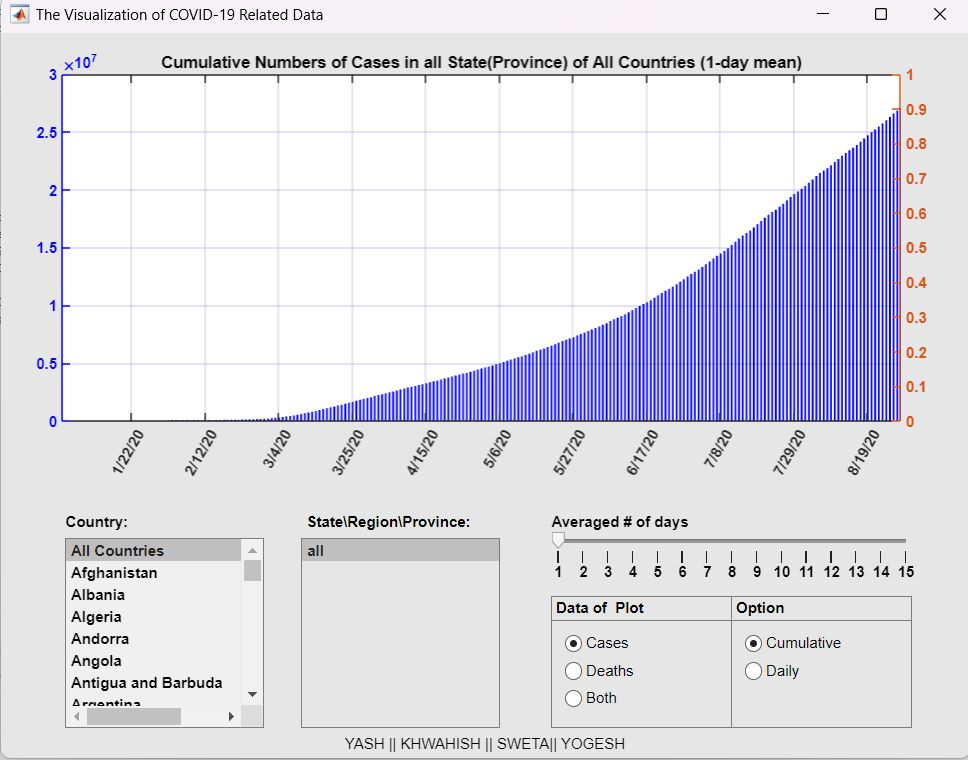 The Visualization of COVID-19 Related Data
Cumulative Numbers of Cases in all State(Province) of All Countries (1-day mean)
×10⁷
3
2.5
2
1.5
1
0.5
0
1
0.9
0.8
0.7
0.6
0.5
0.4
0.3
0.2
0.1
0
1/22/20 2/12/20 3/4/20 3/25/20 4/15/20 5/6/20 5/27/20 6/17/20 7/8/20 7/29/20 8/19/20
Country:
All Countries
Afghanistan
Albania
Algeria
Andorra
Angola
Antigua and Barbuda
Argentina
State\Region\Province:
all
Averaged # of days
1 2 3 4 5 6 7 8 9 10 11 12 13 14 15
Data of  Plot
Cases
Deaths
Both
Option
Cumulative
Daily
YASH || KHWAHISH || SWETA|| YOGESH